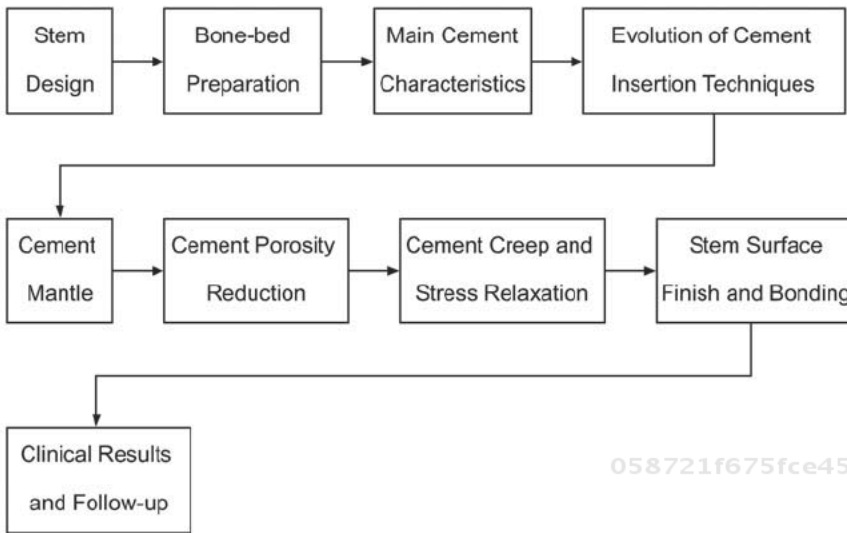 Stem
Design
Bone-bed
Preparation
Main Cement
Characteristics
Evolution of Cement
Insertion Techniques
Cement
Mantle
Cement Porosity
Reduction
Cement Creep and
Stress Relaxation
Stem Surface
Finish and Bonding
Clinical Results
and Follow-up
058721f675fce45